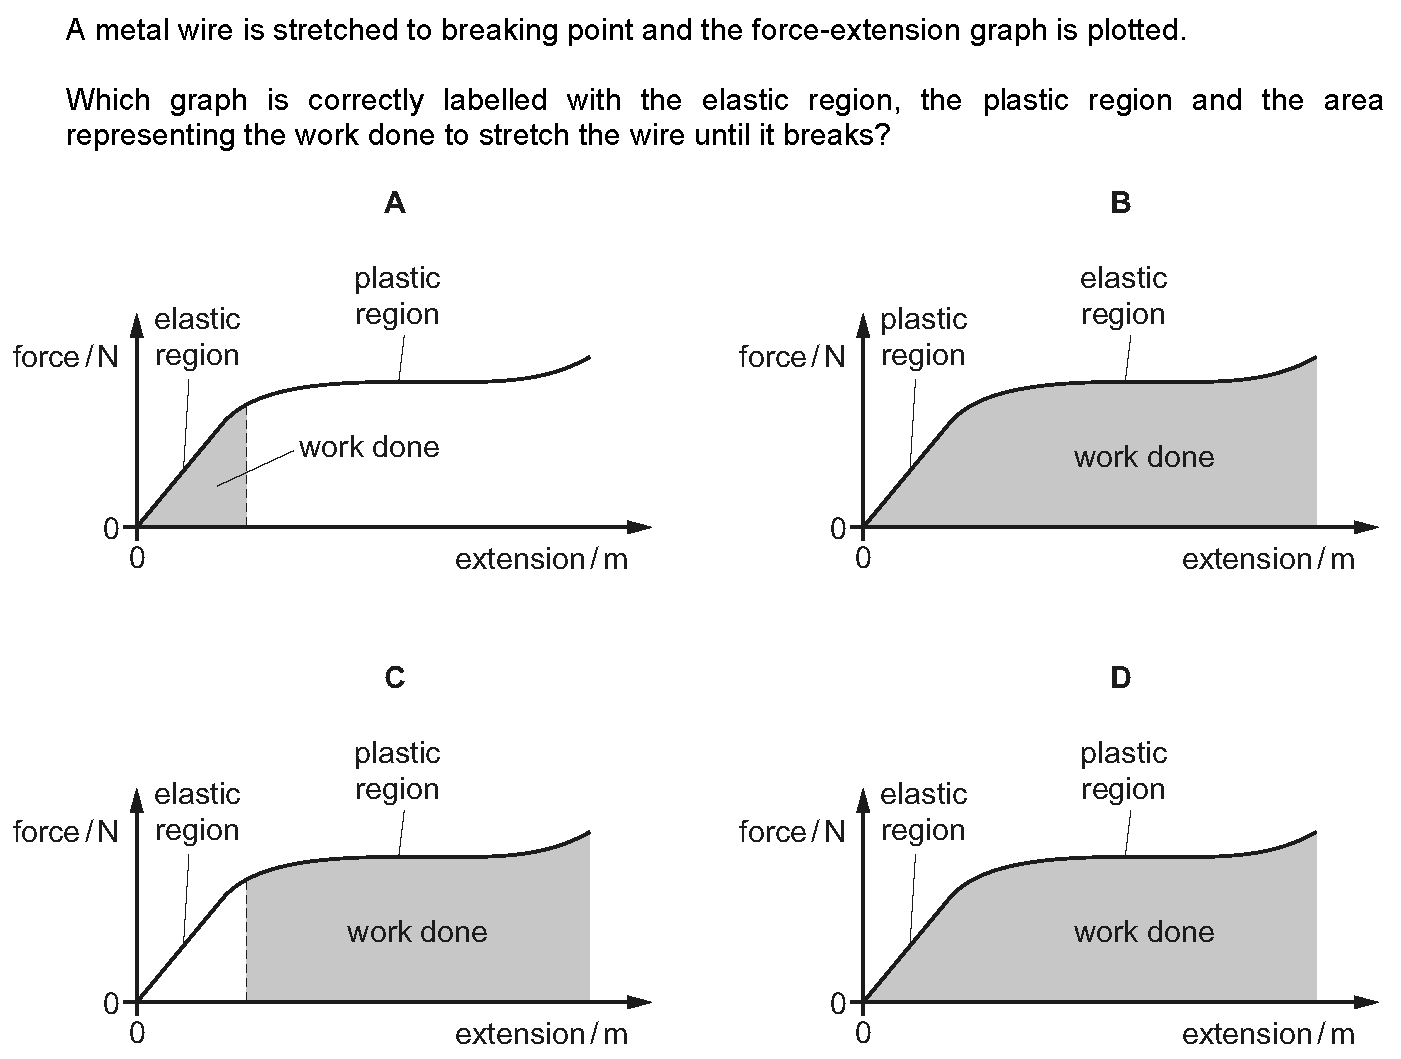 A metal wire is stretched to breaking point and the force-extension graph is plotted.
Which graph is correctly labelled with the elastic region, the plastic region and the area
representing the work done to stretch the wire until it breaks?
A
plastic
region
elastic
region
force/N
work done
0
0
extension/m
B
elastic
region
plastic
region
force/N
work done
0
0
extension/m
C
plastic
region
elastic
region
force/N
work done
0
0
extension/m
D
plastic
region
elastic
region
force/N
work done
0
0
extension/m